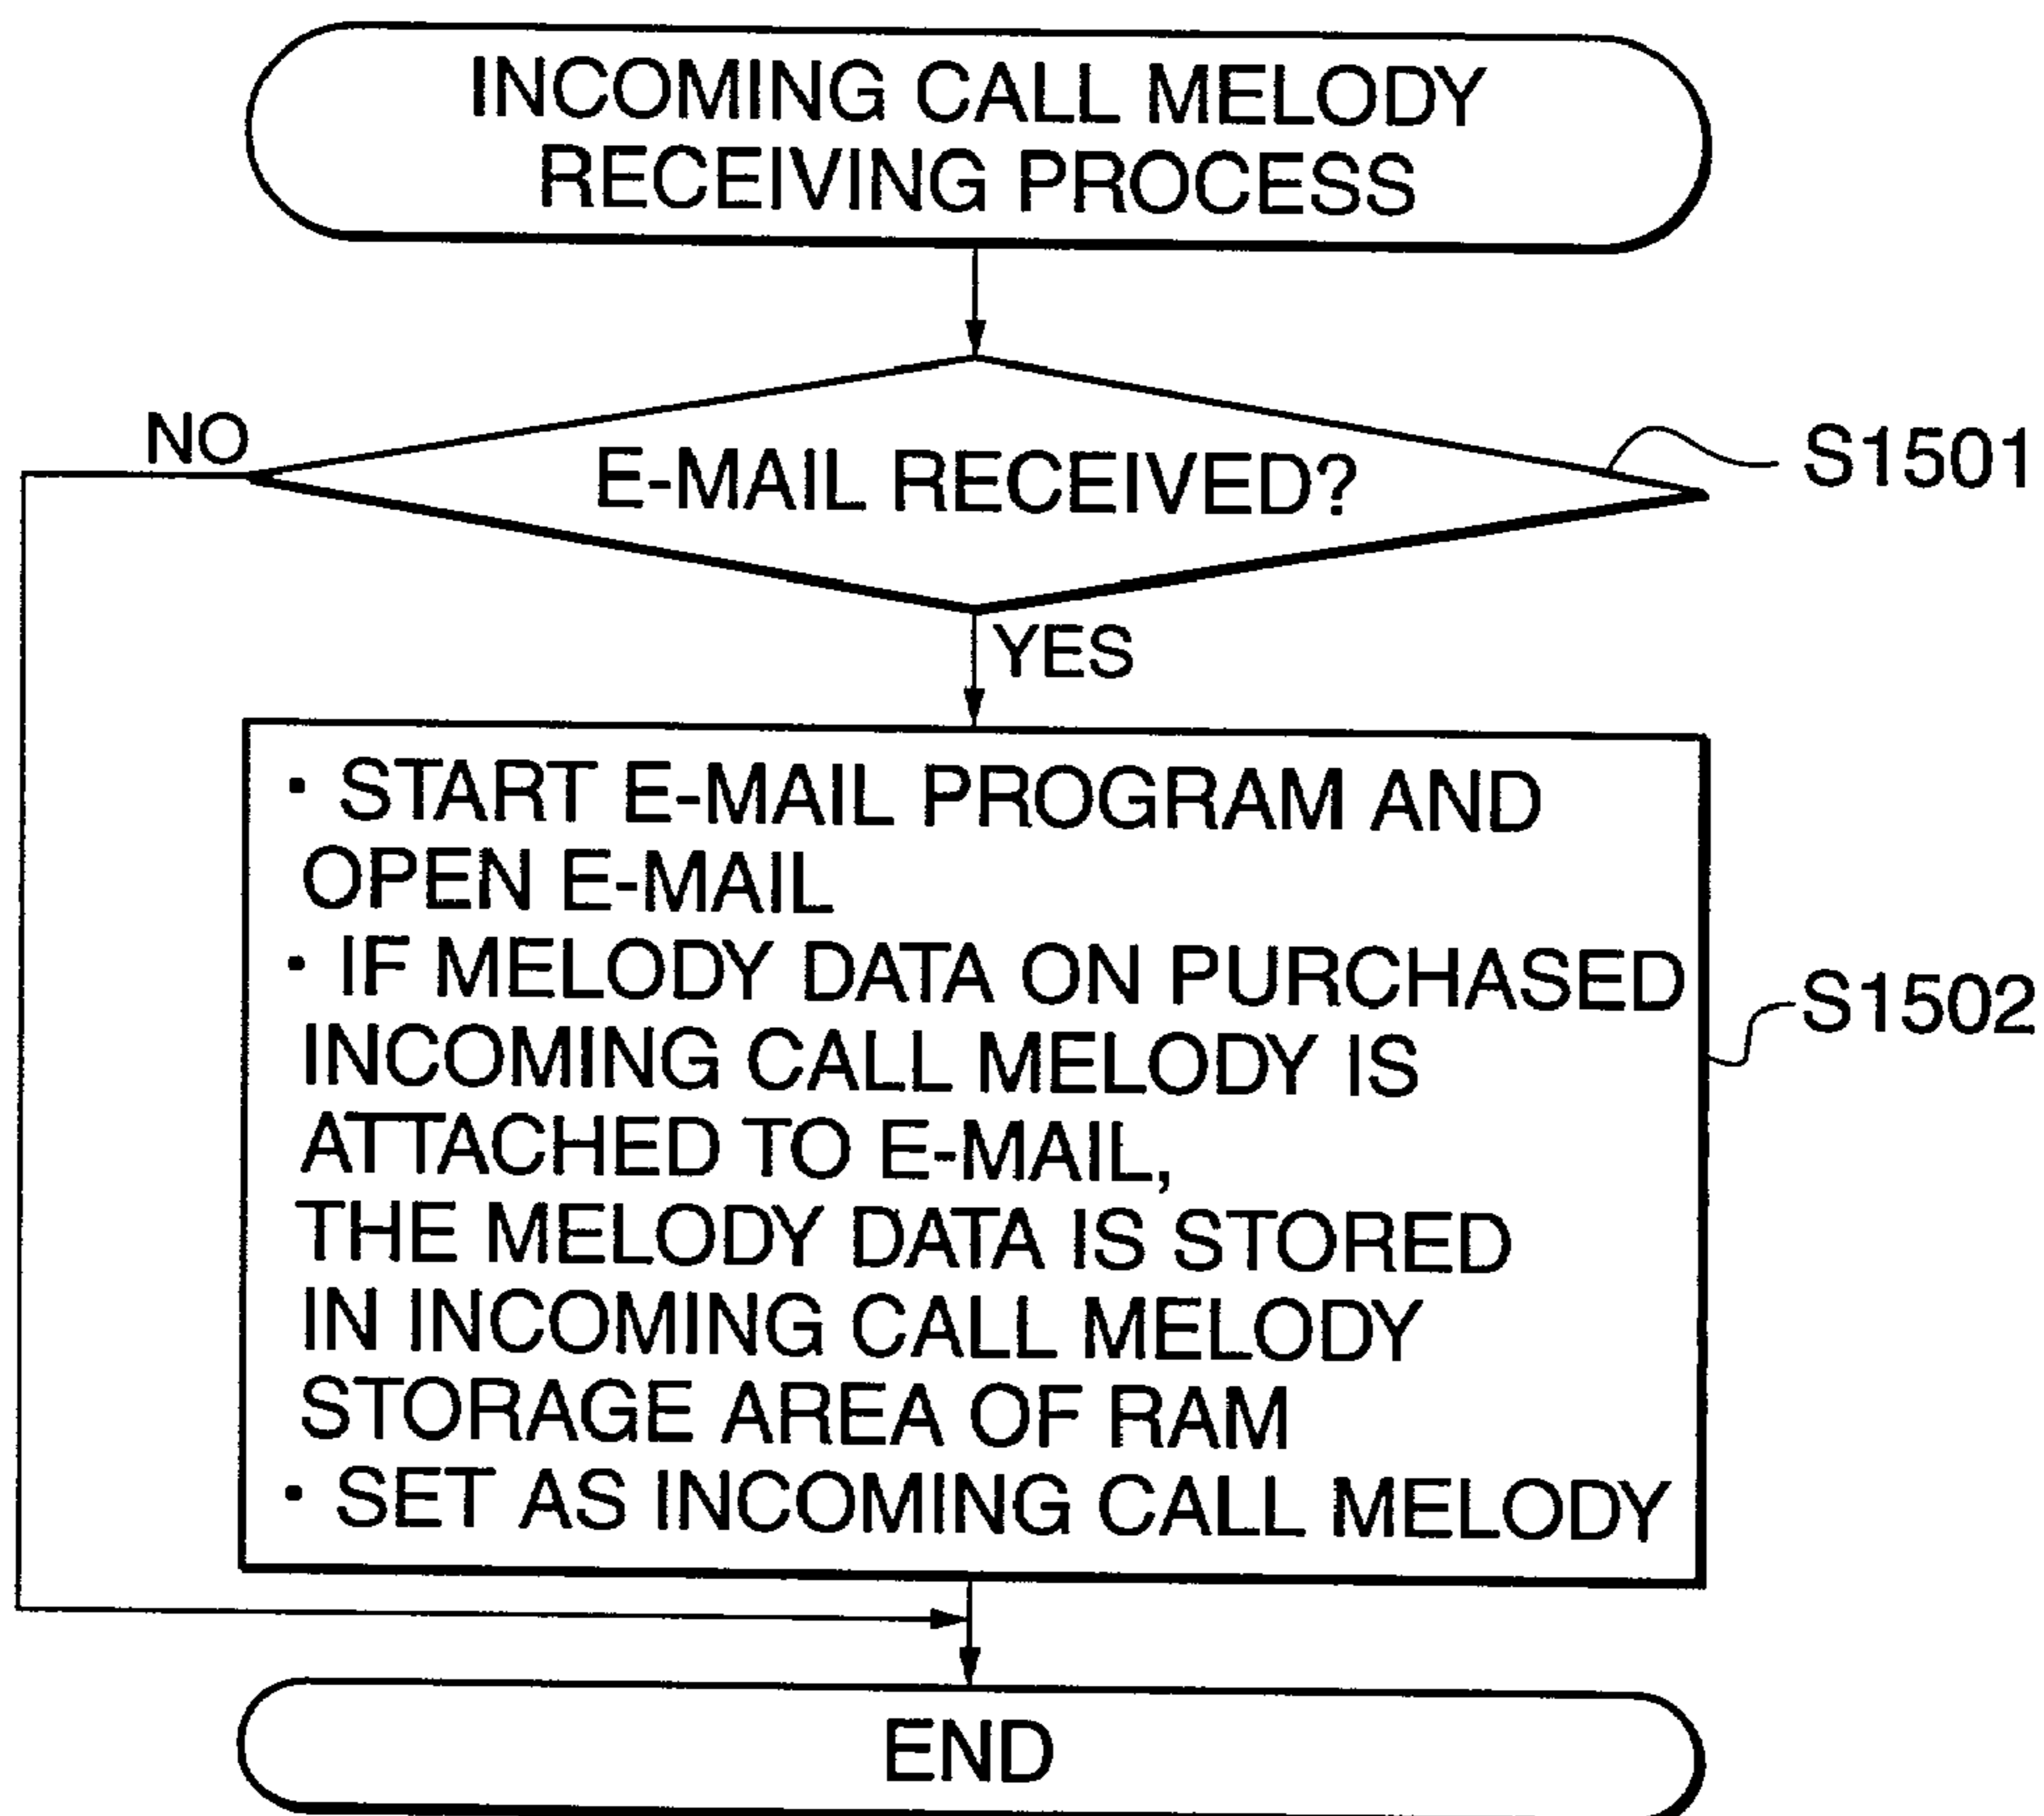 INCOMING CALL MELODY
RECEIVING PROCESS
NO
E-MAIL RECEIVED?
S1501
YES
· START E-MAIL PROGRAM AND
OPEN E-MAIL
· IF MELODY DATA ON PURCHASED
INCOMING CALL MELODY IS
ATTACHED TO E-MAIL,
THE MELODY DATA IS STORED
IN INCOMING CALL MELODY
STORAGE AREA OF RAM
· SET AS INCOMING CALL MELODY
S1502
END